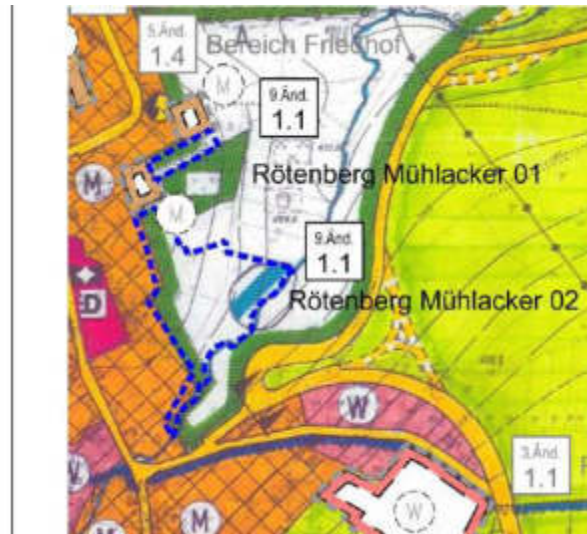 5.Änd.
1.4
Bereich Friedhof
M
9.Änd.
1.1
Rötenberg Mühlacker 01
M
M
9.Änd.
1.1
Rötenberg Mühlacker 02
ED
W
3.Änd.
1.1
W
M
M
W